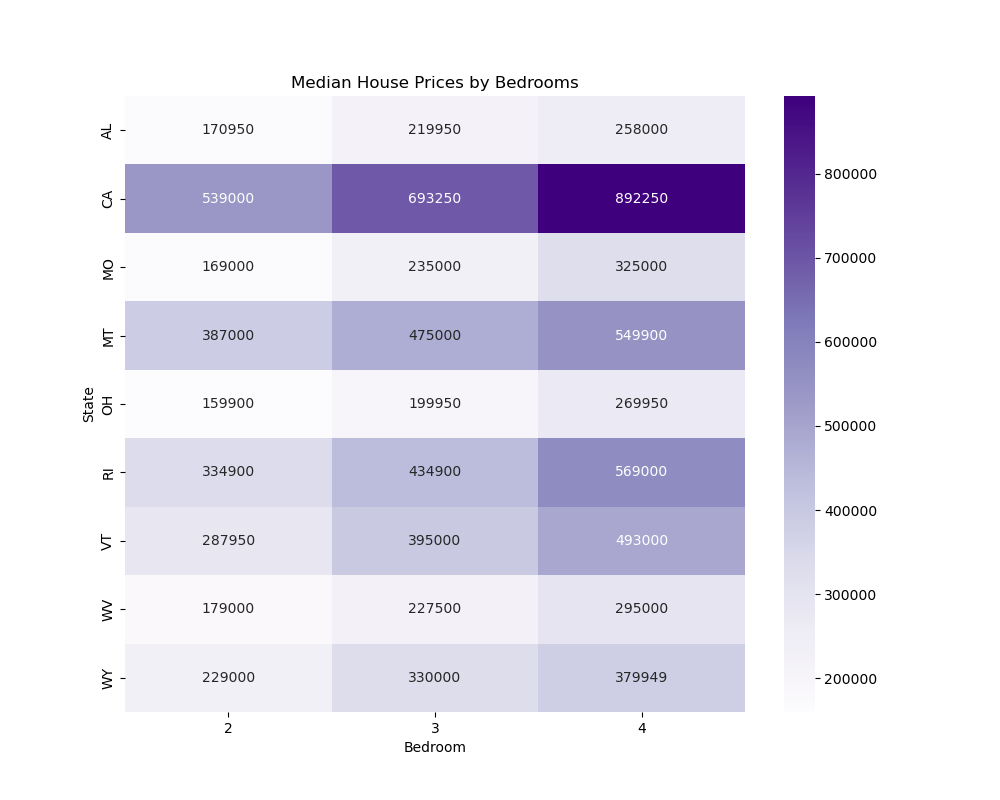 Median House Prices by Bedrooms
AL 170950 219950 258000
CA 539000 693250 892250
MO 169000 235000 325000
MT 387000 475000 549900
OH 159900 199950 269950
RI 334900 434900 569000
VT 287950 395000 493000
WV 179000 227500 295000
WY 229000 330000 379949
State
2 3 4
Bedroom
800000
700000
600000
500000
400000
300000
200000